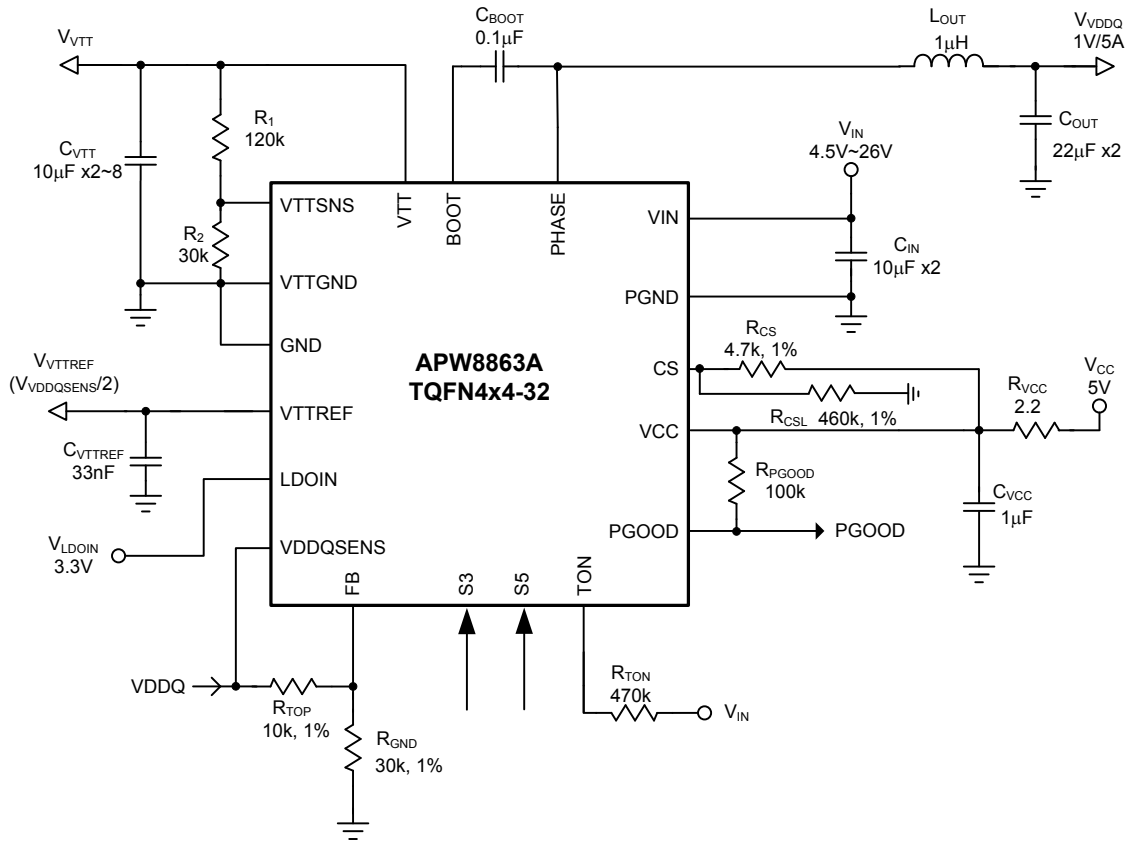 CBOOT
0.1μF
LOUT
1μH
VVDDQ
1V/5A
VVTT
R1
120k
CVTT
10μF x2~8
COUT
22μF x2
VIN
4.5V~26V
VTTSNS
VTT
BOOT
PHASE
VIN
R2
30k
CIN
10μF x2
VTTGND
PGND
GND
APW8863A
TQFN4x4-32
RCS
4.7k, 1%
CS
VVTTREF
(VVDDQSENS/2)
VTTREF
RCSL 460k, 1%
VCC
RVCC
2.2
VCC
5V
CVTTREF
33nF
LDOIN
RPGOOD
100k
CVCC
1μF
VLDOIN
3.3V
VDDQSENS
PGOOD
PGOOD
FB
S3
S5
TON
VDDQ
RTOP
10k, 1%
RGND
30k, 1%
RTON
470k
VIN